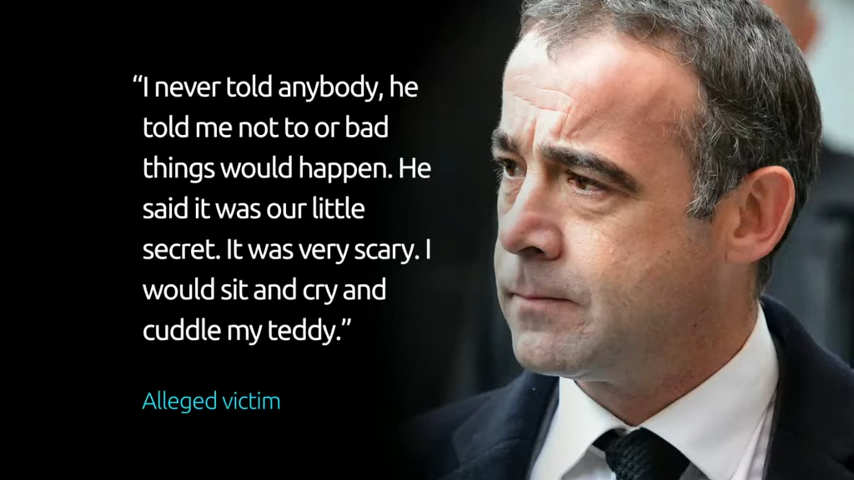 “I never told anybody, he
told me not to or bad
things would happen. He
said it was our little
secret. It was very scary. I
would sit and cry and
cuddle my teddy.”
Alleged victim